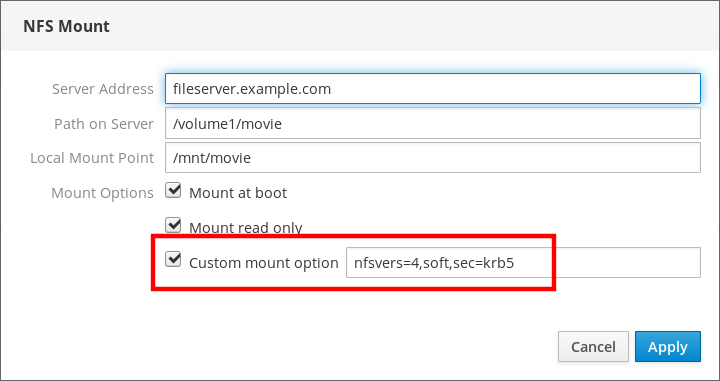 NFS Mount
Server Address fileserver.example.com
Path on Server /volume1/movie
Local Mount Point /mnt/movie
Mount Options Mount at boot
Mount read only
Custom mount option nfsvers=4,soft,sec=krb5
Cancel Apply